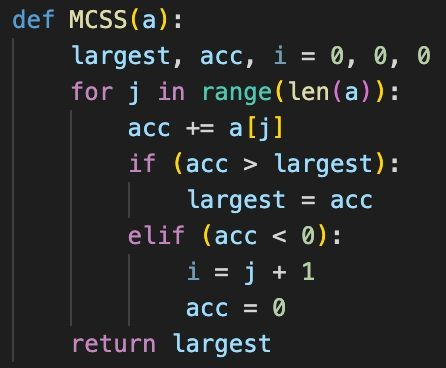 def MCSS(a):
    largest, acc, i = 0, 0, 0
    for j in range(len(a)):
        acc += a[j]
        if (acc > largest):
            largest = acc
        elif (acc < 0):
            i = j + 1
            acc = 0
    return largest